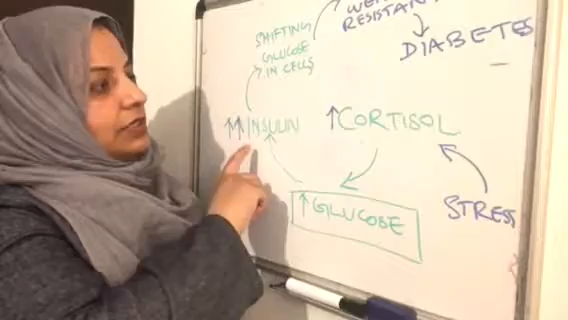 SHIFTING
GLUCOSE
IN CELLS
RESISTAN
DIABETES
↑↑↑INSULIN
↑CORTISOL
↑GLUCOSE
STRESS